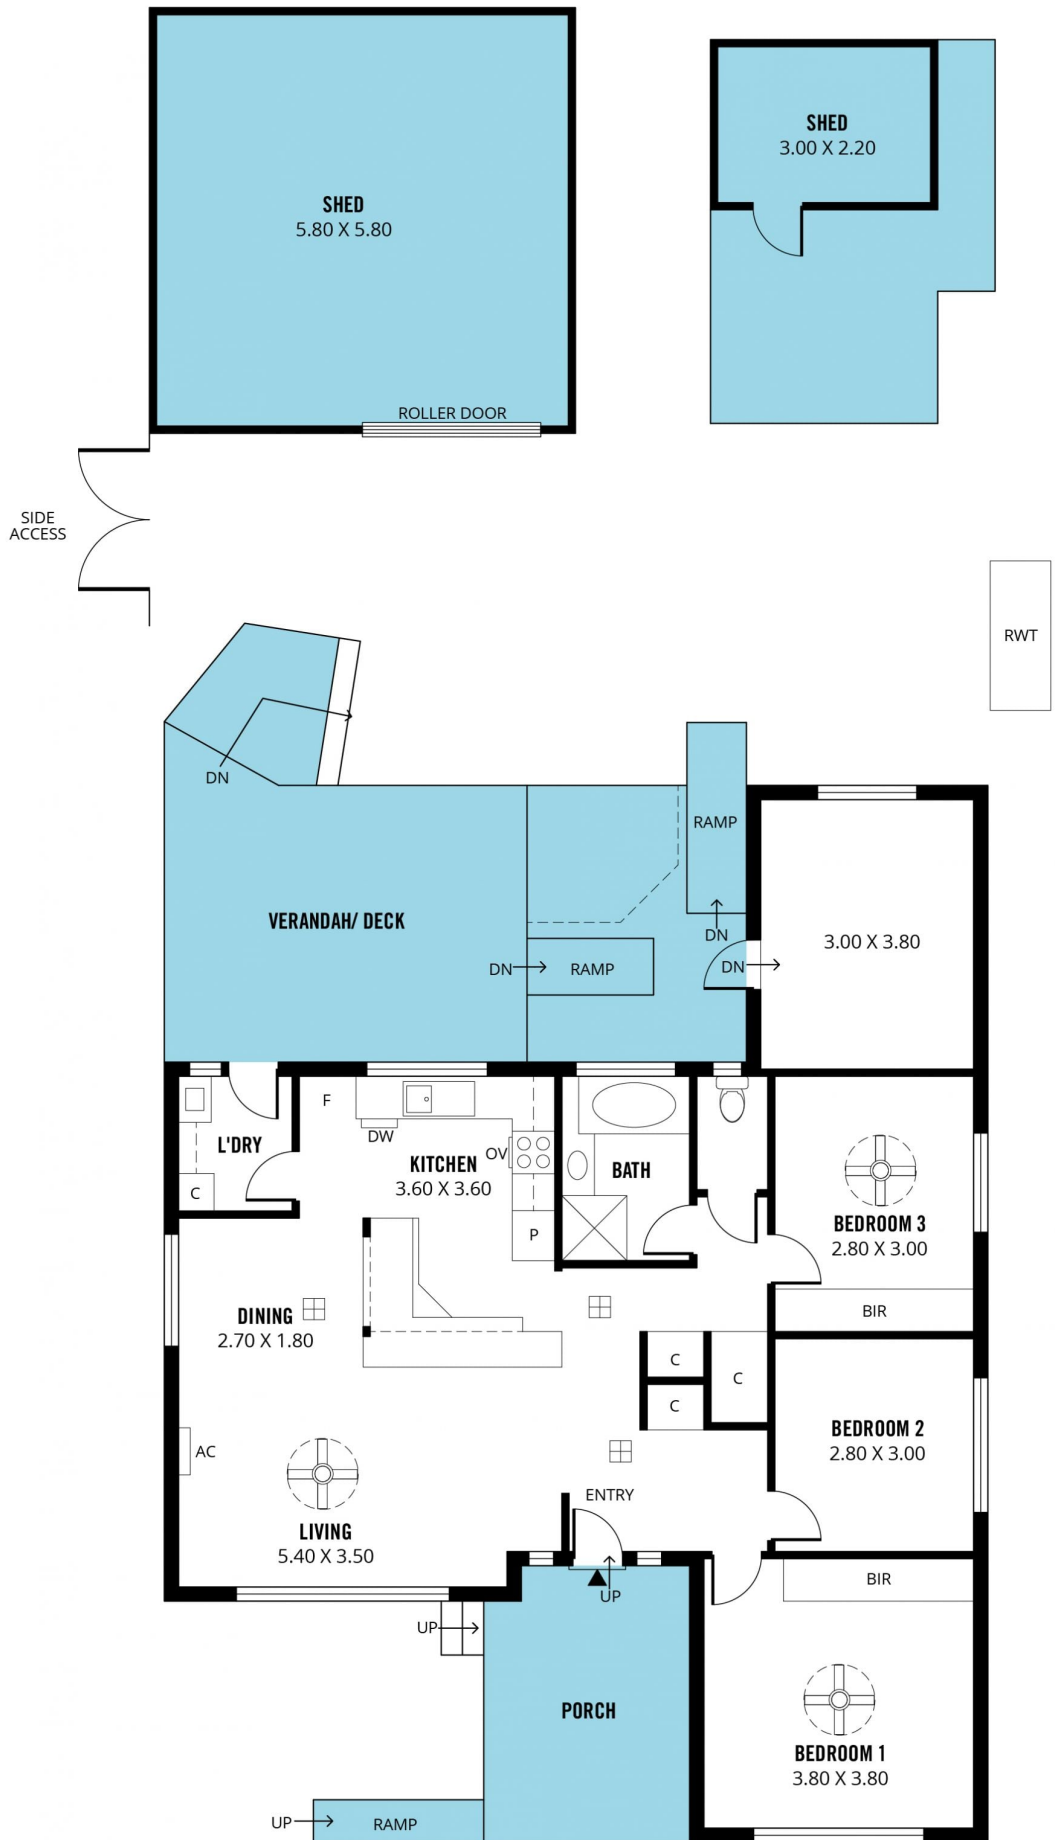 SHED
5.80 X 5.80
ROLLER DOOR
SHED
3.00 X 2.20
SIDE
ACCESS
RWT
DN
RAMP
VERANDAH/ DECK
DN
DN
RAMP
DN
3.00 X 3.80
F
DW
L'DRY
C
KITCHEN
3.60 X 3.60
OV
P
BATH
BEDROOM 3
2.80 X 3.00
BIR
DINING
2.70 X 1.80
C
C
C
BEDROOM 2
2.80 X 3.00
AC
ENTRY
LIVING
5.40 X 3.50
UP
BIR
UP
PORCH
BEDROOM 1
3.80 X 3.80
UP
RAMP